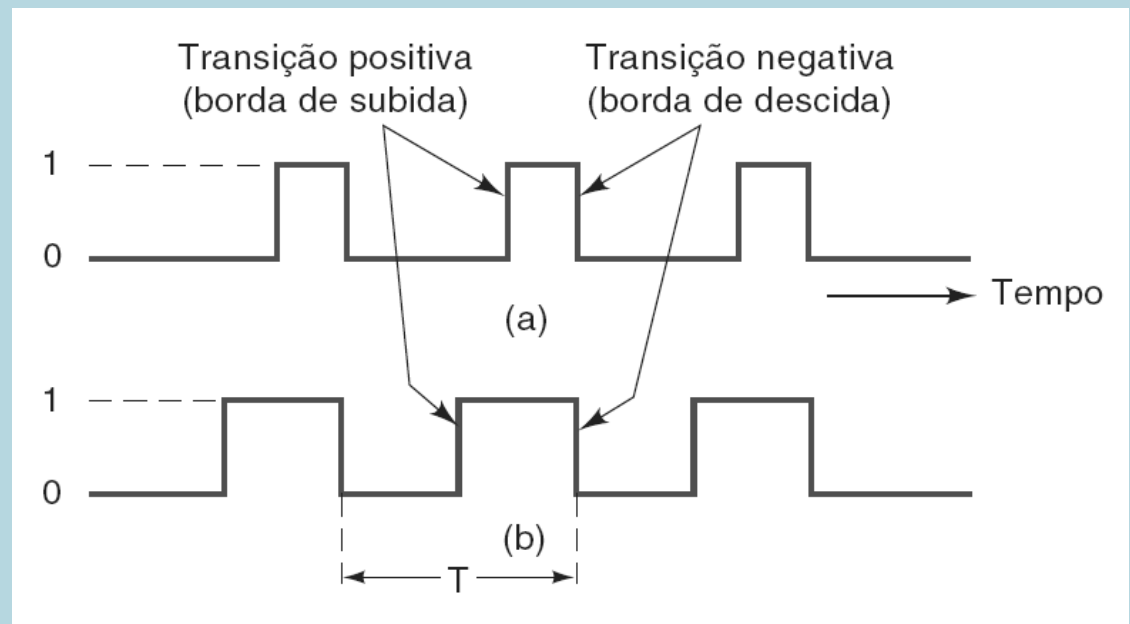 Transição positiva
(borda de subida)
Transição negativa
(borda de descida)
1
0
Tempo
(a)
1
0
(b)
T